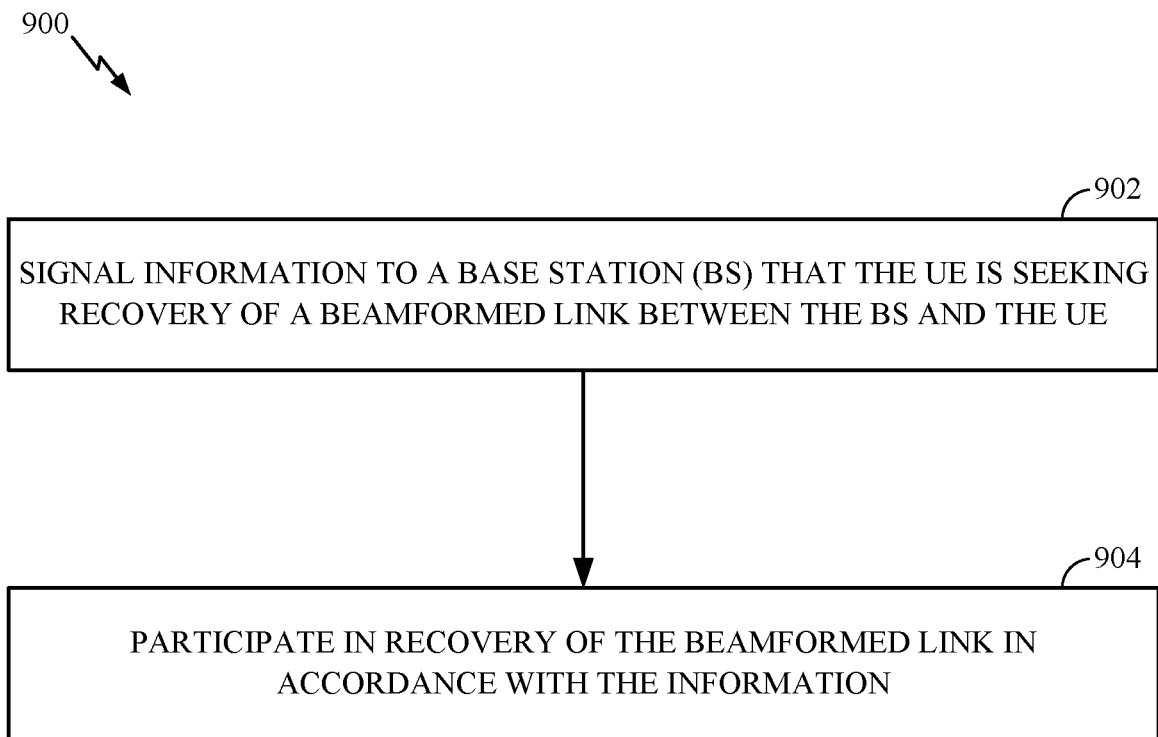 900
902
SIGNAL INFORMATION TO A BASE STATION (BS) THAT THE UE IS SEEKING
RECOVERY OF A BEAMFORMED LINK BETWEEN THE BS AND THE UE
904
PARTICIPATE IN RECOVERY OF THE BEAMFORMED LINK IN
ACCORDANCE WITH THE INFORMATION